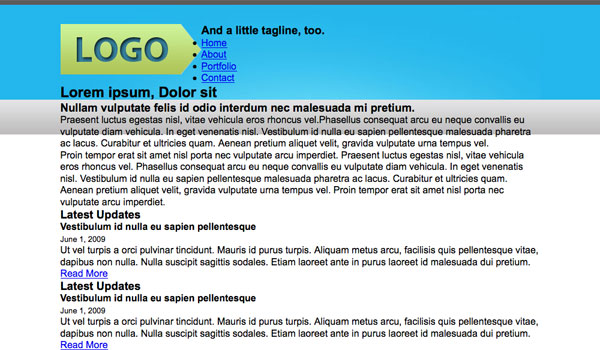 LOGO
And a little tagline, too.
Home
About
Portfolio
Contact
Lorem ipsum, Dolor sit
Nullam vulputate felis id odio interdum nec malesuada mi pretium.
Praesent luctus egestas nisl, vitae vehicula eros rhoncus vel.Phasellus consequat arcu eu neque convallis eu
vulputate diam vehicula. In eget venenatis nisl. Vestibulum id nulla eu sapien pellentesque malesuada pharetra
ac lacus. Curabitur et ultricies quam. Aenean pretium aliquet velit, gravida vulputate urna tempus vel.
Proin tempor erat sit amet nisl porta nec vulputate arcu imperdiet. Praesent luctus egestas nisl, vitae vehicula
eros rhoncus vel. Phasellus consequat arcu eu neque convallis eu vulputate diam vehicula. In eget venenatis
nisl. Vestibulum id nulla eu sapien pellentesque malesuada pharetra ac lacus. Curabitur et ultricies quam.
Aenean pretium aliquet velit, gravida vulputate urna tempus vel. Proin tempor erat sit amet nisl porta nec
vulputate arcu imperdiet.
Latest Updates
Vestibulum id nulla eu sapien pellentesque
June 1, 2009
Ut vel turpis a orci pulvinar tincidunt. Mauris id purus turpis. Aliquam metus arcu, facilisis quis pellentesque vitae,
dapibus non nulla. Nulla suscipit sagittis sodales. Etiam laoreet ante in purus laoreet id malesuada dui pretium.
Read More
Latest Updates
Vestibulum id nulla eu sapien pellentesque
June 1, 2009
Ut vel turpis a orci pulvinar tincidunt. Mauris id purus turpis. Aliquam metus arcu, facilisis quis pellentesque vitae,
dapibus non nulla. Nulla suscipit sagittis sodales. Etiam laoreet ante in purus laoreet id malesuada dui pretium.
Read More